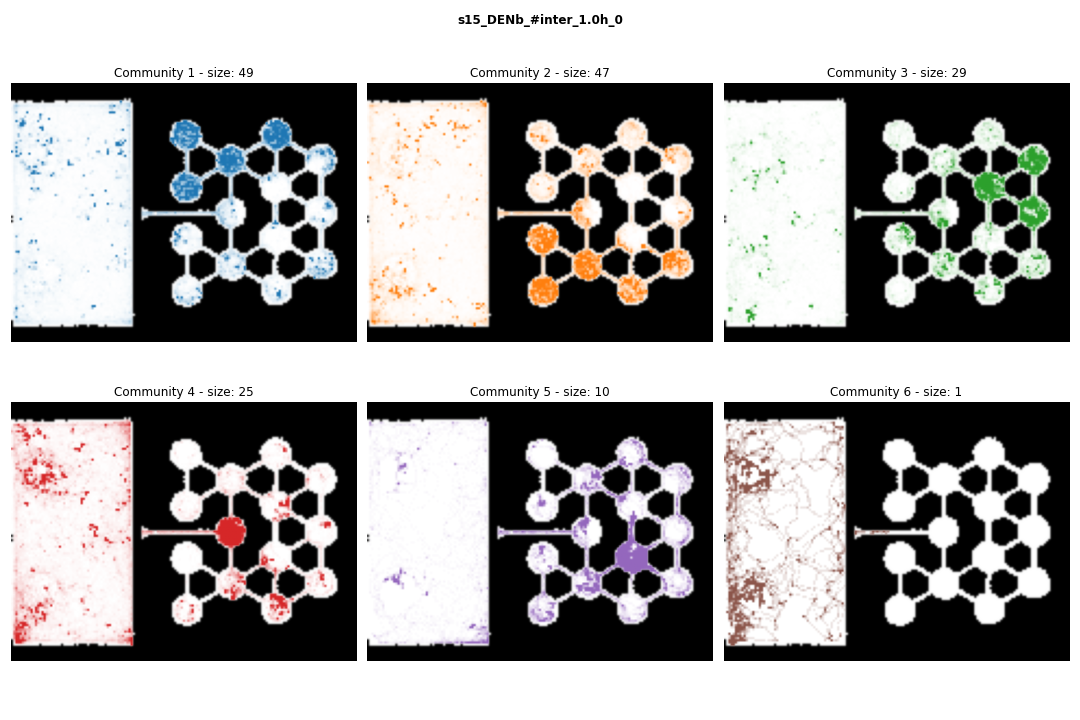 s15_DENb_#inter_1.0h_0
Community 1 - size: 49
Community 2 - size: 47
Community 3 - size: 29
Community 4 - size: 25
Community 5 - size: 10
Community 6 - size: 1